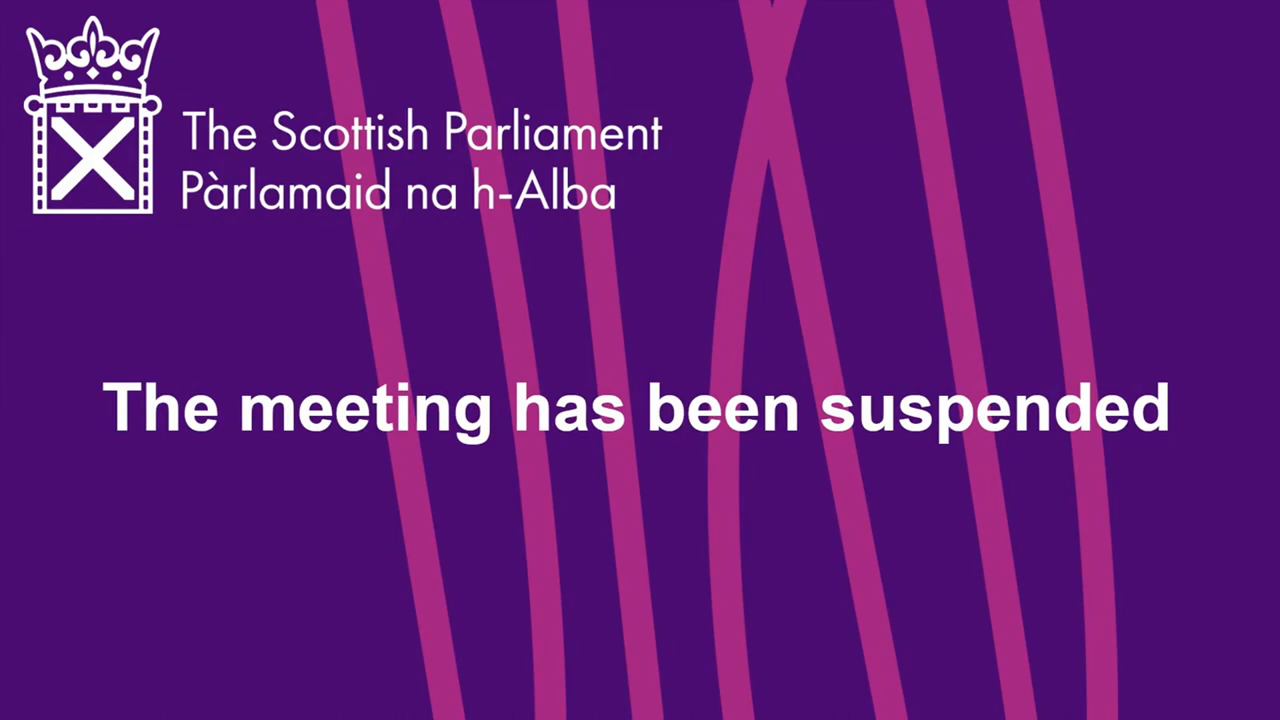 The Scottish Parliament
Pàrlamaid na h-Alba
The meeting has been suspended